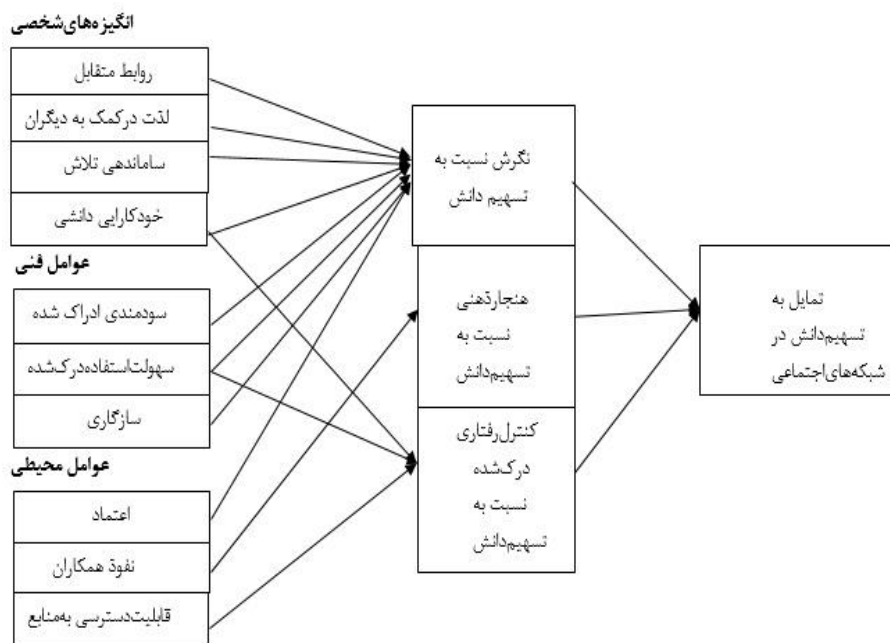 انگیزه‌های‌شخصی
روابط متقابل
لذت درکمک به دیگران
ساماندهی تلاش
خودکارایی دانشی
عوامل فنی
سودمندی ادراک شده
سهولت‌استفاده‌درک‌شده
سازگاری
عوامل محیطی
اعتماد
نفوذ همکاران
قابلیت‌دسترسی به‌منابع
نگرش نسبت به
تسهیم دانش
هنجارذهنی
نسبت به
تسهیم‌دانش
کنترل‌رفتاری
درک‌شده
نسبت به
تسهیم‌دانش
تمایل به
تسهیم‌دانش در
شبکه‌های‌اجتماعی